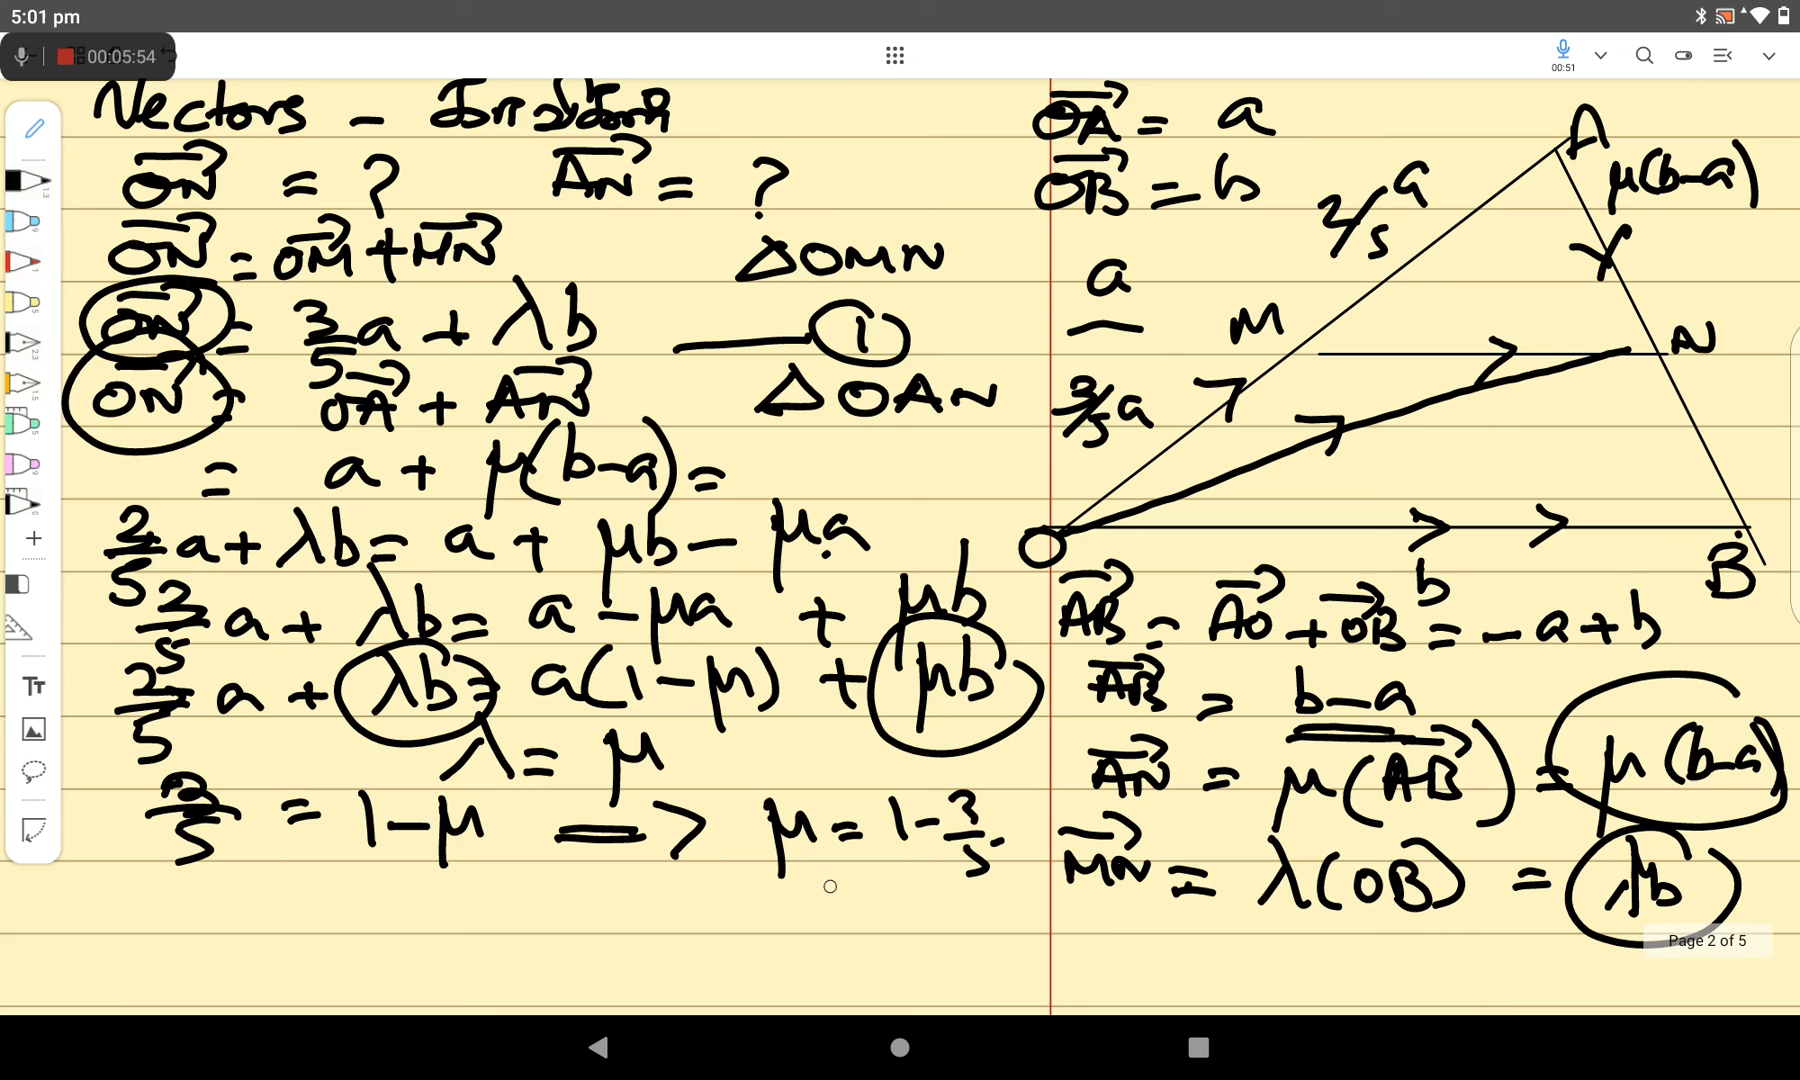 5:01 pm
00:05:54
00:51
Vectors -
ON = ? AN = ?
ON = OM + MN △OMN
ON = 3/5 a + λb ——— ①
ON = OA + AN △OAN
= a + μ(b-a) =
3/5 a + λb = a + μb - μa
3/5 a + λb = a - μa + μb
3/5 a + λb = a(1-μ) + μb
λ = μ
3/5 = 1-μ ⟹ μ = 1-3/5
OA = a
OB = b
a
A
μ(b-a)
2/5 a
M
N
3/5 a
O
b
B
AB = AO + OB = -a + b
AB = b-a
AN = μ(AB) = μ(b-a)
MN = λ(OB) = λb
Page 2 of 5
Tт